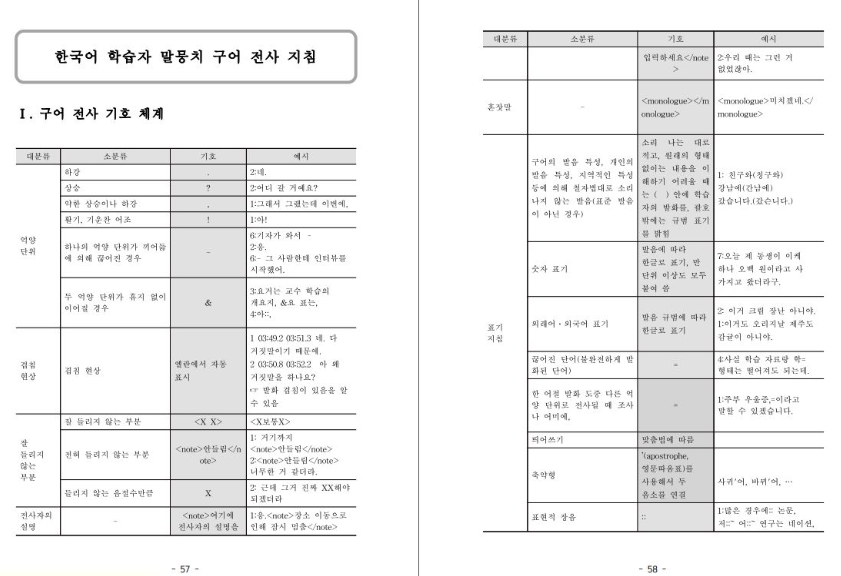 한국어 학습자 말뭉치 구어 전사 지침
Ⅰ. 구어 전사 기호 체계
대분류 소분류 기호 예시
억양
단위
하강 . 2:네.
상승 ? 2:어디 갈 거예요?
약한 상승이나 하강 , 1:그래서 그랬는데 이번에,
활기, 기운찬 어조 ! 1:아!
하나의 억양 단위가 끼어듦
에 의해 끊어진 경우
–
6:기자가 와서 –
2:응.
6:– 그 사람한테 인터뷰를
시작했어.
두 억양 단위가 휴지 없이
이어질 경우
&
3:요거는 교수 학습의
개요지, &요 표는,
4:아::,
겹침
현상
겹침 현상
엘란에서 자동
표시
1 03:49.2 03:51.3 네. 다
거짓말이기 때문에.
2 03:50.8 03:52.2 아 왜
거짓말을 하나요?
☞ 발화 겹침이 있음을 알
수 있음
잘
들리지
않는
부분
잘 들리지 않는 부분 <X X> <X보통X>
전혀 들리지 않는 부분
<note>안들림</n
ote>
1: 거기까지
<note>안들림</note>
2:<note>안들림</note>
너무한 거 같더라.
들리지 않는 음절수만큼 X
2: 근데 그거 진짜 XX해야
되겠더라
전사자의
설명
–
<note>여기에
전사자의 설명을
1:응.<note>장소 이동으로
인해 잠시 멈춤</note>
- 57 -
대분류 소분류 기호 예시
입력하세요</note
>
2:우리 때는 그런 거
없었잖아.
혼잣말
–
<monologue></m
onologue>
<monologue>미치겠네.</
monologue>
표기
지침
구어의 발음 특성, 개인의
발음 특성, 지역적인 특성
등에 의해 철자법대로 소리
나지 않는 발음(표준 발음
이 아닌 경우)
소리 나는 대로
적고, 원래의 형태
없이는 내용을 이
해하기 어려울 때
는 ( ) 안에 학습
자의 발화를, 괄호
밖에는 규범 표기
를 밝힘
1: 친구와(칭구와)
강남에(간남에)
갔습니다.(갔슨니다.)
숫자 표기
발음에 따라
한글로 표기, 만
단위 이상도 모두
붙여 씀
7:오늘 제 동생이 이케
하나 오백 원이라고 사
가지고 왔더라구.
외래어·외국어 표기
발음 규범에 따라
한글로 표기
2: 이거 크림 장난 아니야.
1:이거도 오리지날 제주도
감귤이 아니야.
끊어진 단어(불완전하게 발
화된 단어)
=
4:사실 학습 자료랑 학=
형태는 떨어져도 되는데.
한 어절 발화 도중 다른 억
양 단위로 전사될 때 조사
나 어미에,
=
1:주부 우울증,=이라고
말할 수 있겠습니다.
띄어쓰기 맞춤법에 따름
축약형
'(apostrophe,
영문따옴표)를
사용해서 두
음소를 연결
사귀'어, 바뀌'어, …
표현적 장음 ::
1:많은 경우에:: 논문,
저::~ 어::~ 연구는 네이션,
- 58 -